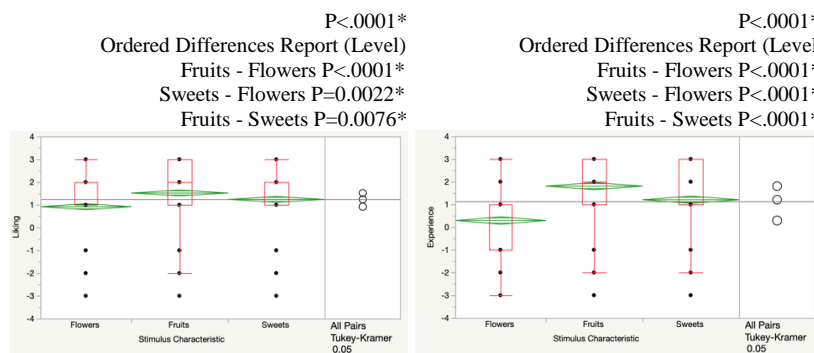 P<.0001*
Ordered Differences Report (Level)
Fruits - Flowers P<.0001*
Sweets - Flowers P=0.0022*
Fruits - Sweets P=0.0076*
4
3
2
1
0
-1
-2
-3
-4
Liking
Flowers
Fruits
Sweets
Stimulus Characteristic
All Pairs
Tukey-Kramer
0.05
P<.0001*
Ordered Differences Report (Level
Fruits - Flowers P<.0001*
Sweets - Flowers P<.0001*
Fruits - Sweets P<.0001*
4
3
2
1
0
-1
-2
-3
-4
Experience
Flowers
Fruits
Sweets
Stimulus Characteristic
All Pairs
Tukey-Kramer
0.05